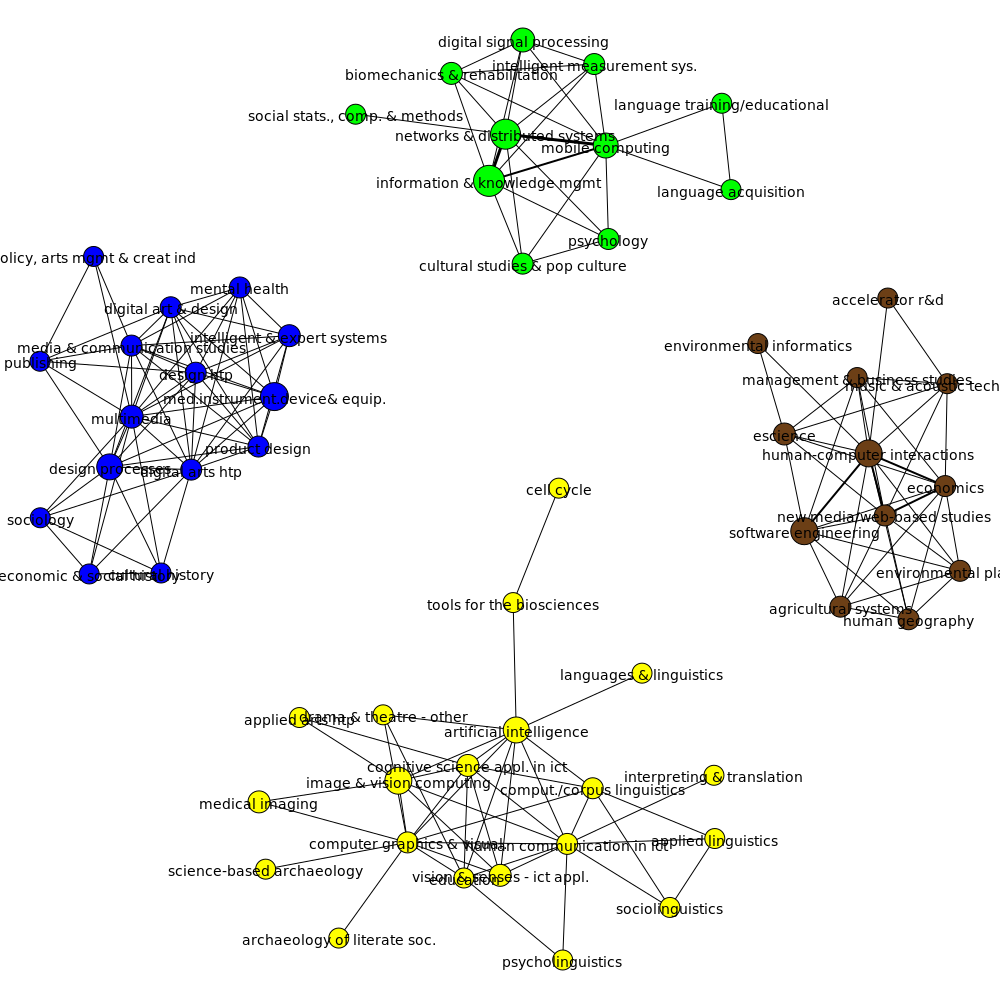 digital signal processing
intelligent measurement sys.
biomechanics & rehabilitation
language training/educational
social stats., comp. & methods
networks & distributed systems
mobile computing
information & knowledge mgmt
language acquisition
psychology
cultural studies & pop culture
olicy, arts mgmt & creat ind
mental health
digital art & design
intelligent & expert systems
media & communication studies
publishing
design htp
med.instrument.device& equip.
multimedia
product design
design processes
digital arts htp
sociology
economic & social history
cultural history
accelerator r&d
environmental informatics
management & business studies
music & acoustic tech
escience
human-computer interactions
economics
new media/web-based studies
software engineering
environmental pla
agricultural systems
human geography
cell cycle
tools for the biosciences
languages & linguistics
applied arts htp
drama & theatre - other
artificial intelligence
cognitive science appl. in ict
image & vision computing
interpreting & translation
comput./corpus linguistics
medical imaging
computer graphics & visual.
human communication in ict
applied linguistics
science-based archaeology
vision & senses - ict appl.
education
sociolinguistics
archaeology of literate soc.
psycholinguistics